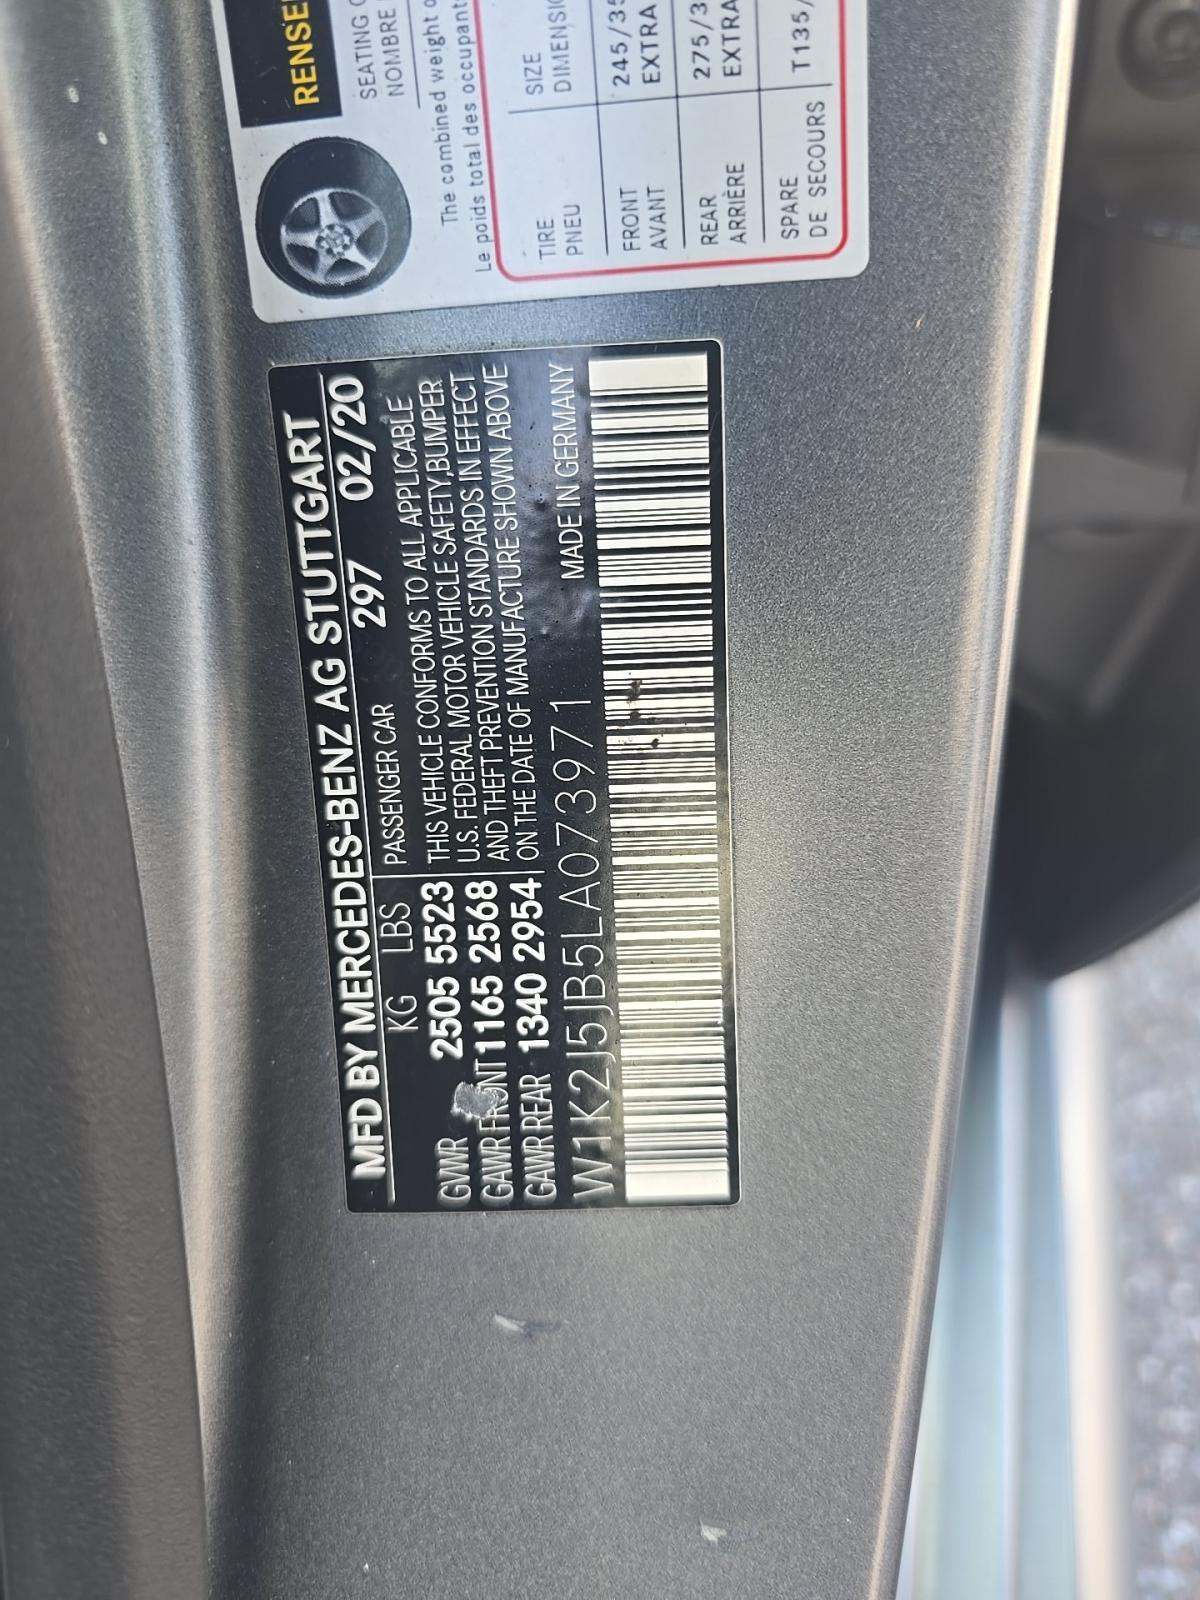 MFD BY MERCEDES-BENZ AG STUTTGART
KG LBS PASSENGER CAR 297 02/20
GVWR 2505 5523 THIS VEHICLE CONFORMS TO ALL APPLICABLE
GAWR FRONT 1165 2568 U.S. FEDERAL MOTOR VEHICLE SAFETY,BUMPER
GAWR REAR 1340 2954 AND THEFT PREVENTION STANDARDS IN EFFECT
ON THE DATE OF MANUFACTURE SHOWN ABOVE
W1K2J5JB5LA073971 MADE IN GERMANY
SEATING
NOMBRE
The combined weight
Le poids total des
TIRE SIZE
PNEU
FRONT 245/35
AVANT EXTRA
REAR 275/3
ARRIÈRE EXTRA
SPARE T135/
DE SECOURS